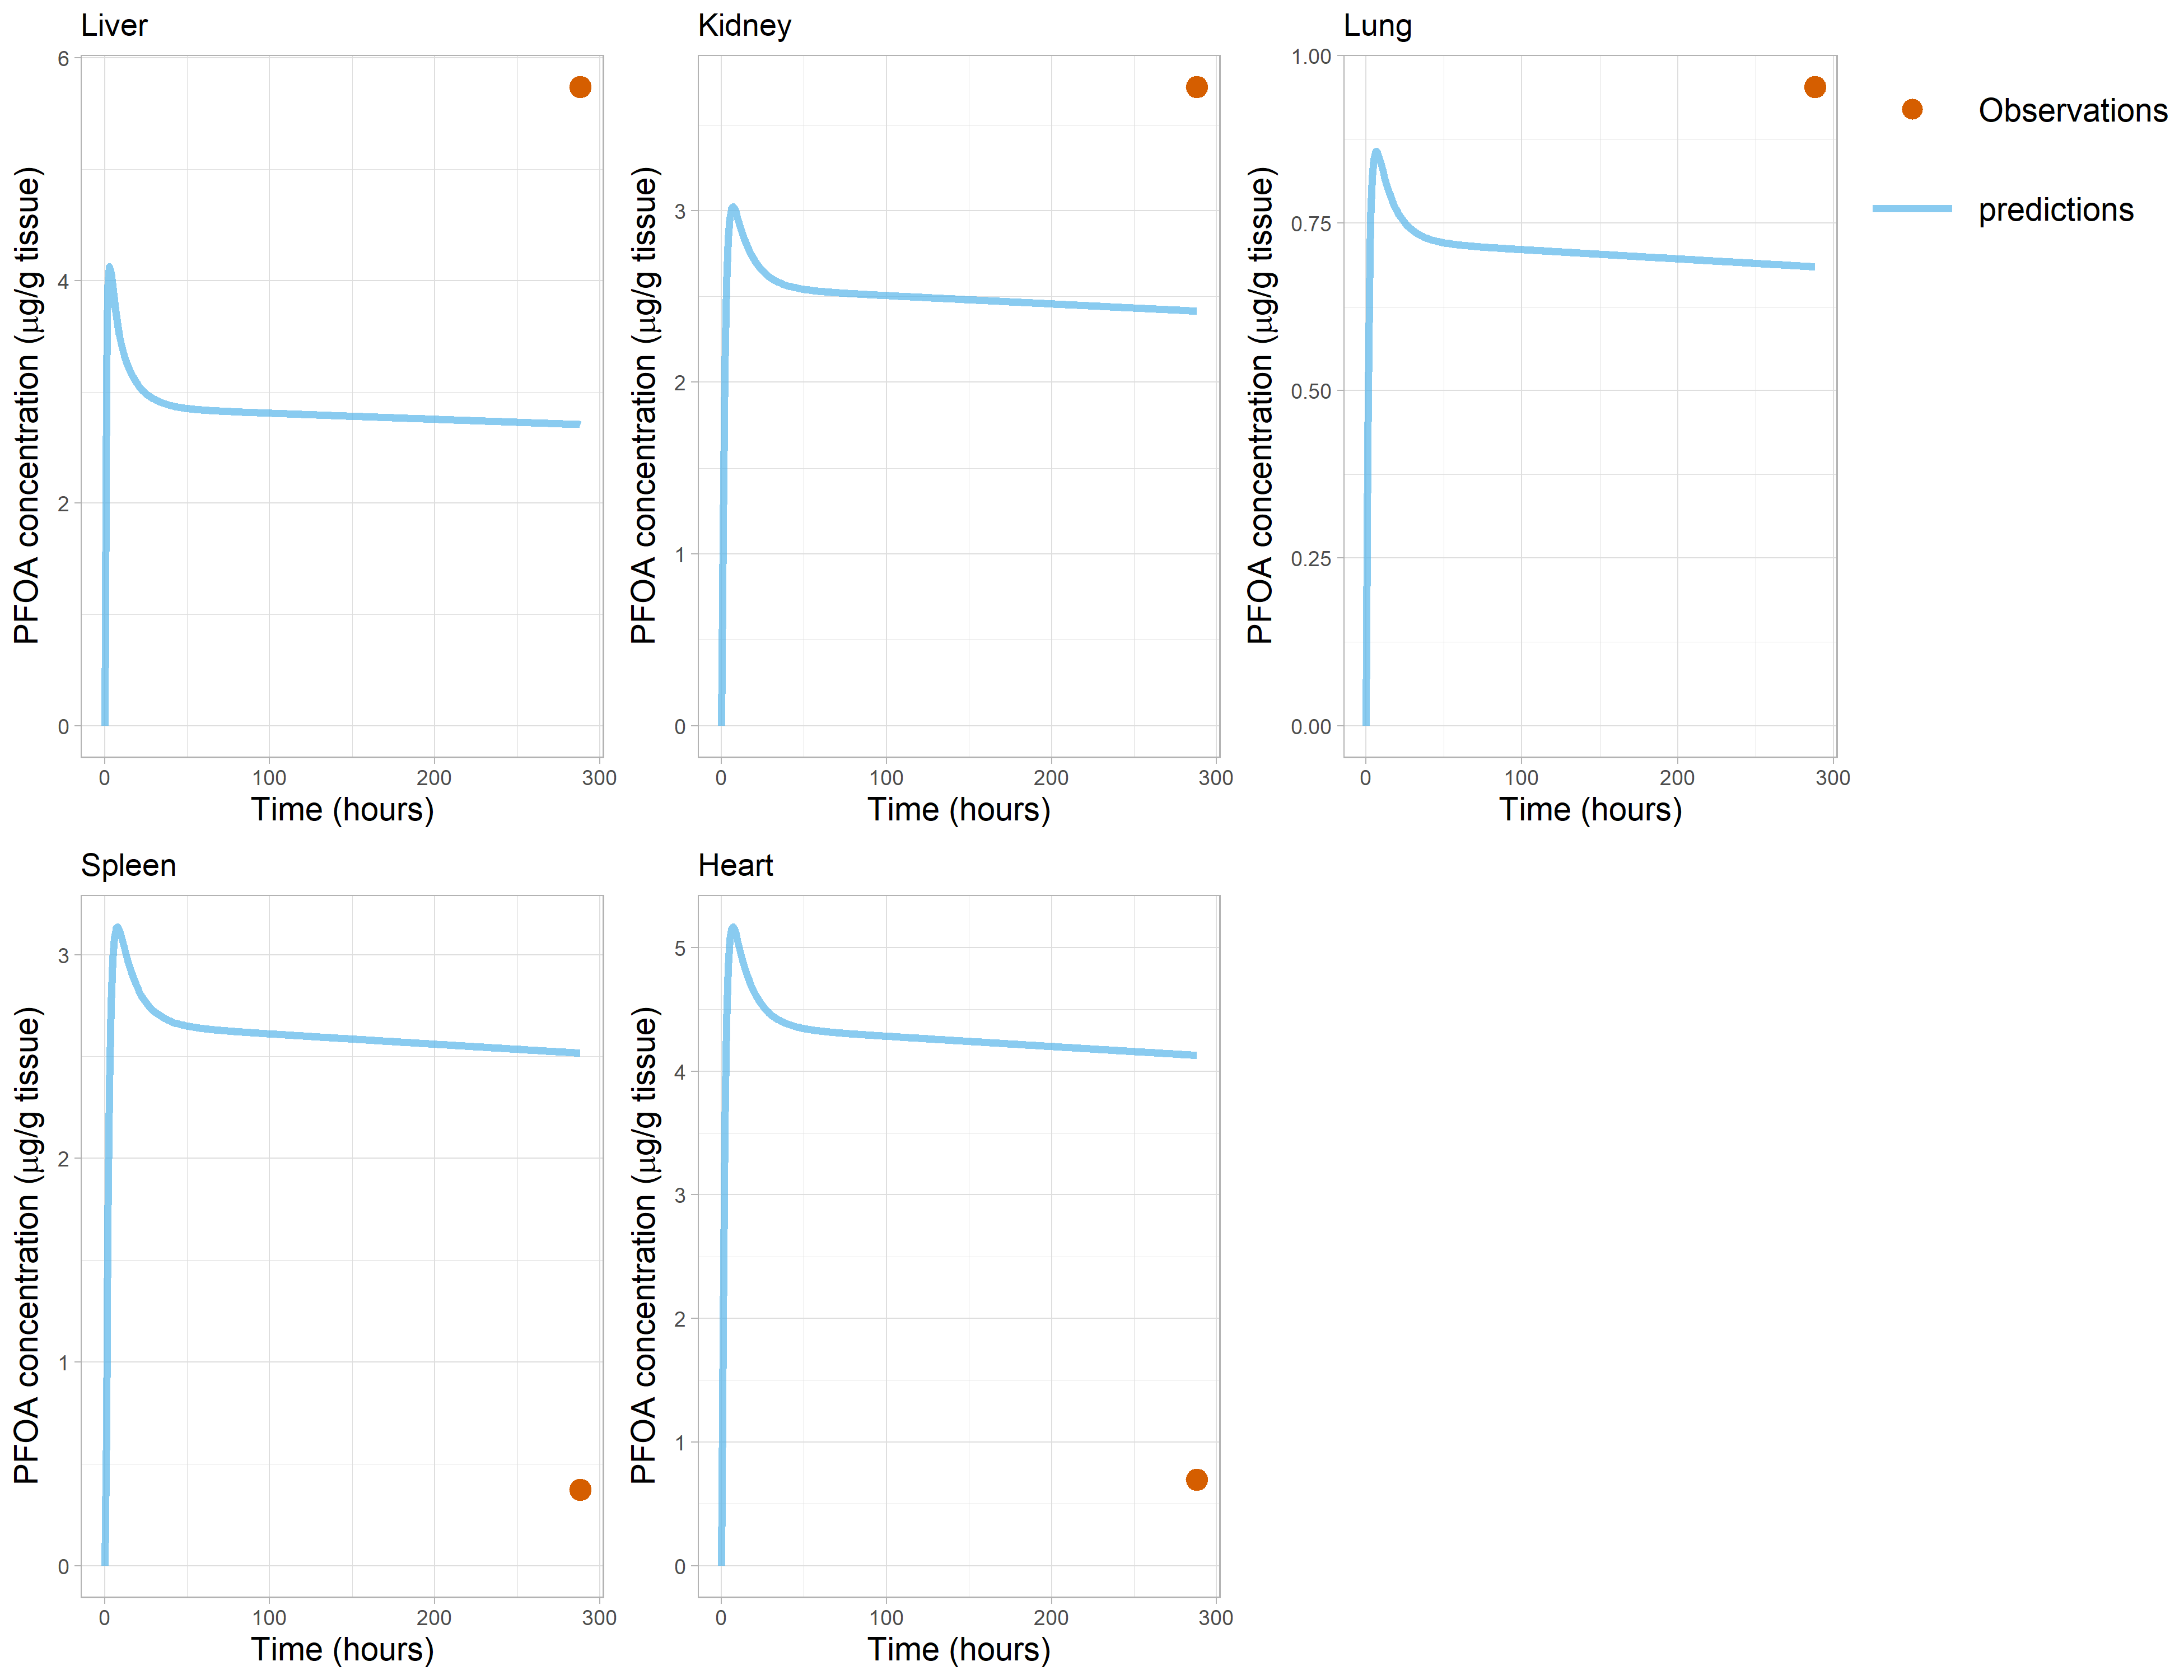 Liver
6
4
2
0
0 100 200 300
Time (hours)
PFOA concentration (μg/g tissue)
Kidney
3
2
1
0
0 100 200 300
Time (hours)
PFOA concentration (μg/g tissue)
Lung
1.00
0.75
0.50
0.25
0.00
0 100 200 300
Time (hours)
PFOA concentration (μg/g tissue)
Observations
predictions
Spleen
3
2
1
0
0 100 200 300
Time (hours)
PFOA concentration (μg/g tissue)
Heart
5
4
3
2
1
0
0 100 200 300
Time (hours)
PFOA concentration (μg/g tissue)